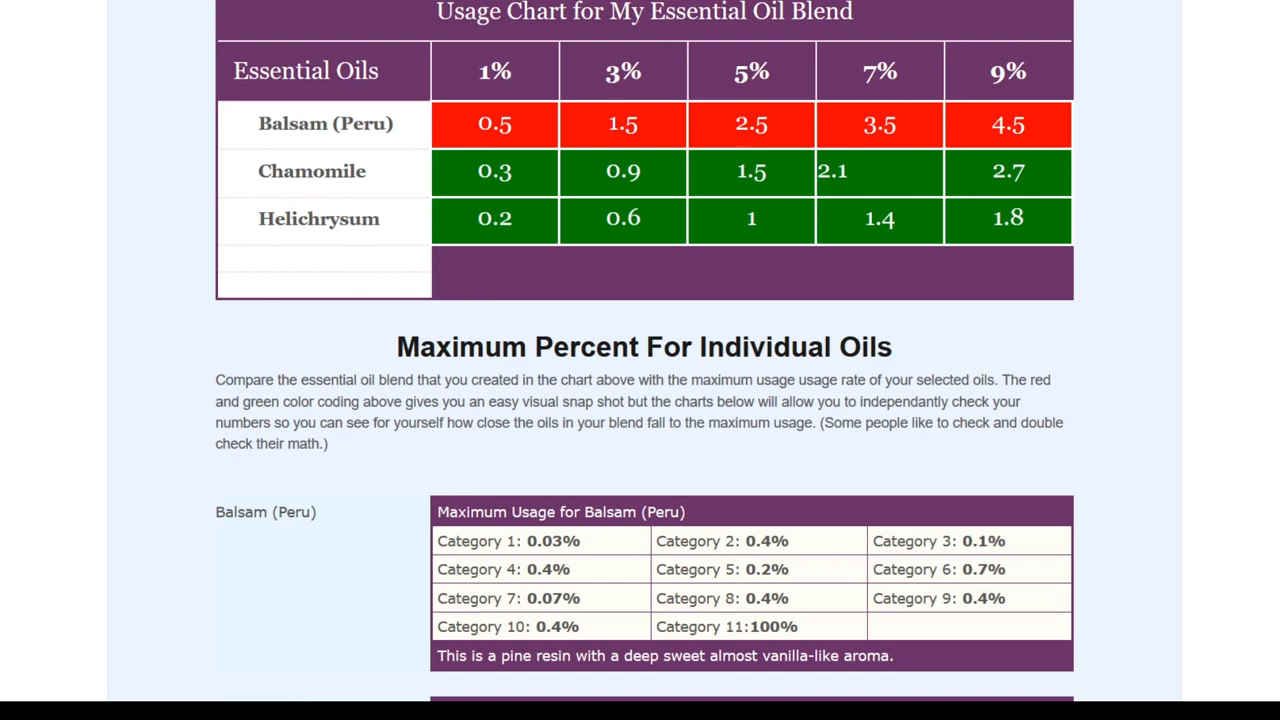 Usage Chart for My Essential Oil Blend
Essential Oils 1% 3% 5% 7% 9%
Balsam (Peru) 0.5 1.5 2.5 3.5 4.5
Chamomile 0.3 0.9 1.5 2.1 2.7
Helichrysum 0.2 0.6 1 1.4 1.8
Maximum Percent For Individual Oils
Compare the essential oil blend that you created in the chart above with the maximum usage usage rate of your selected oils. The red
and green color coding above gives you an easy visual snap shot but the charts below will allow you to independantly check your
numbers so you can see for yourself how close the oils in your blend fall to the maximum usage. (Some people like to check and double
check their math.)
Balsam (Peru) Maximum Usage for Balsam (Peru)
Category 1: 0.03% Category 2: 0.4% Category 3: 0.1%
Category 4: 0.4% Category 5: 0.2% Category 6: 0.7%
Category 7: 0.07% Category 8: 0.4% Category 9: 0.4%
Category 10: 0.4% Category 11:100%
This is a pine resin with a deep sweet almost vanilla-like aroma.